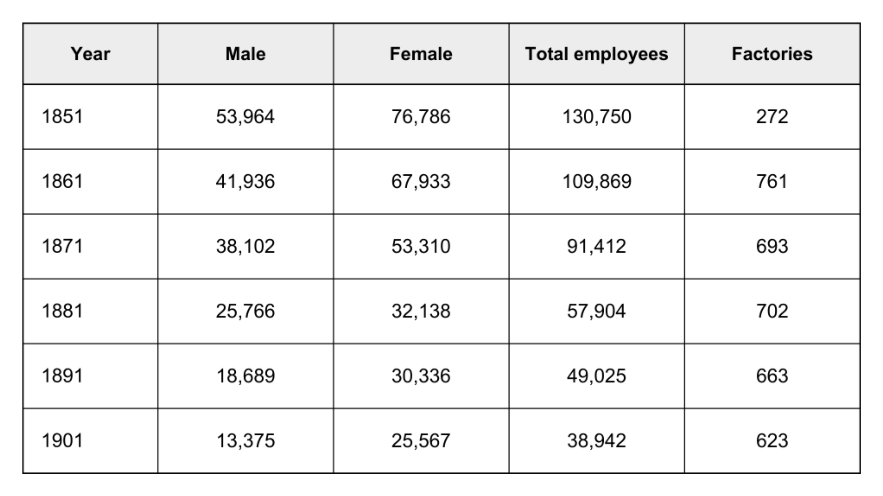 Year Male Female Total employees Factories
1851 53,964 76,786 130,750 272
1861 41,936 67,933 109,869 761
1871 38,102 53,310 91,412 693
1881 25,766 32,138 57,904 702
1891 18,689 30,336 49,025 663
1901 13,375 25,567 38,942 623